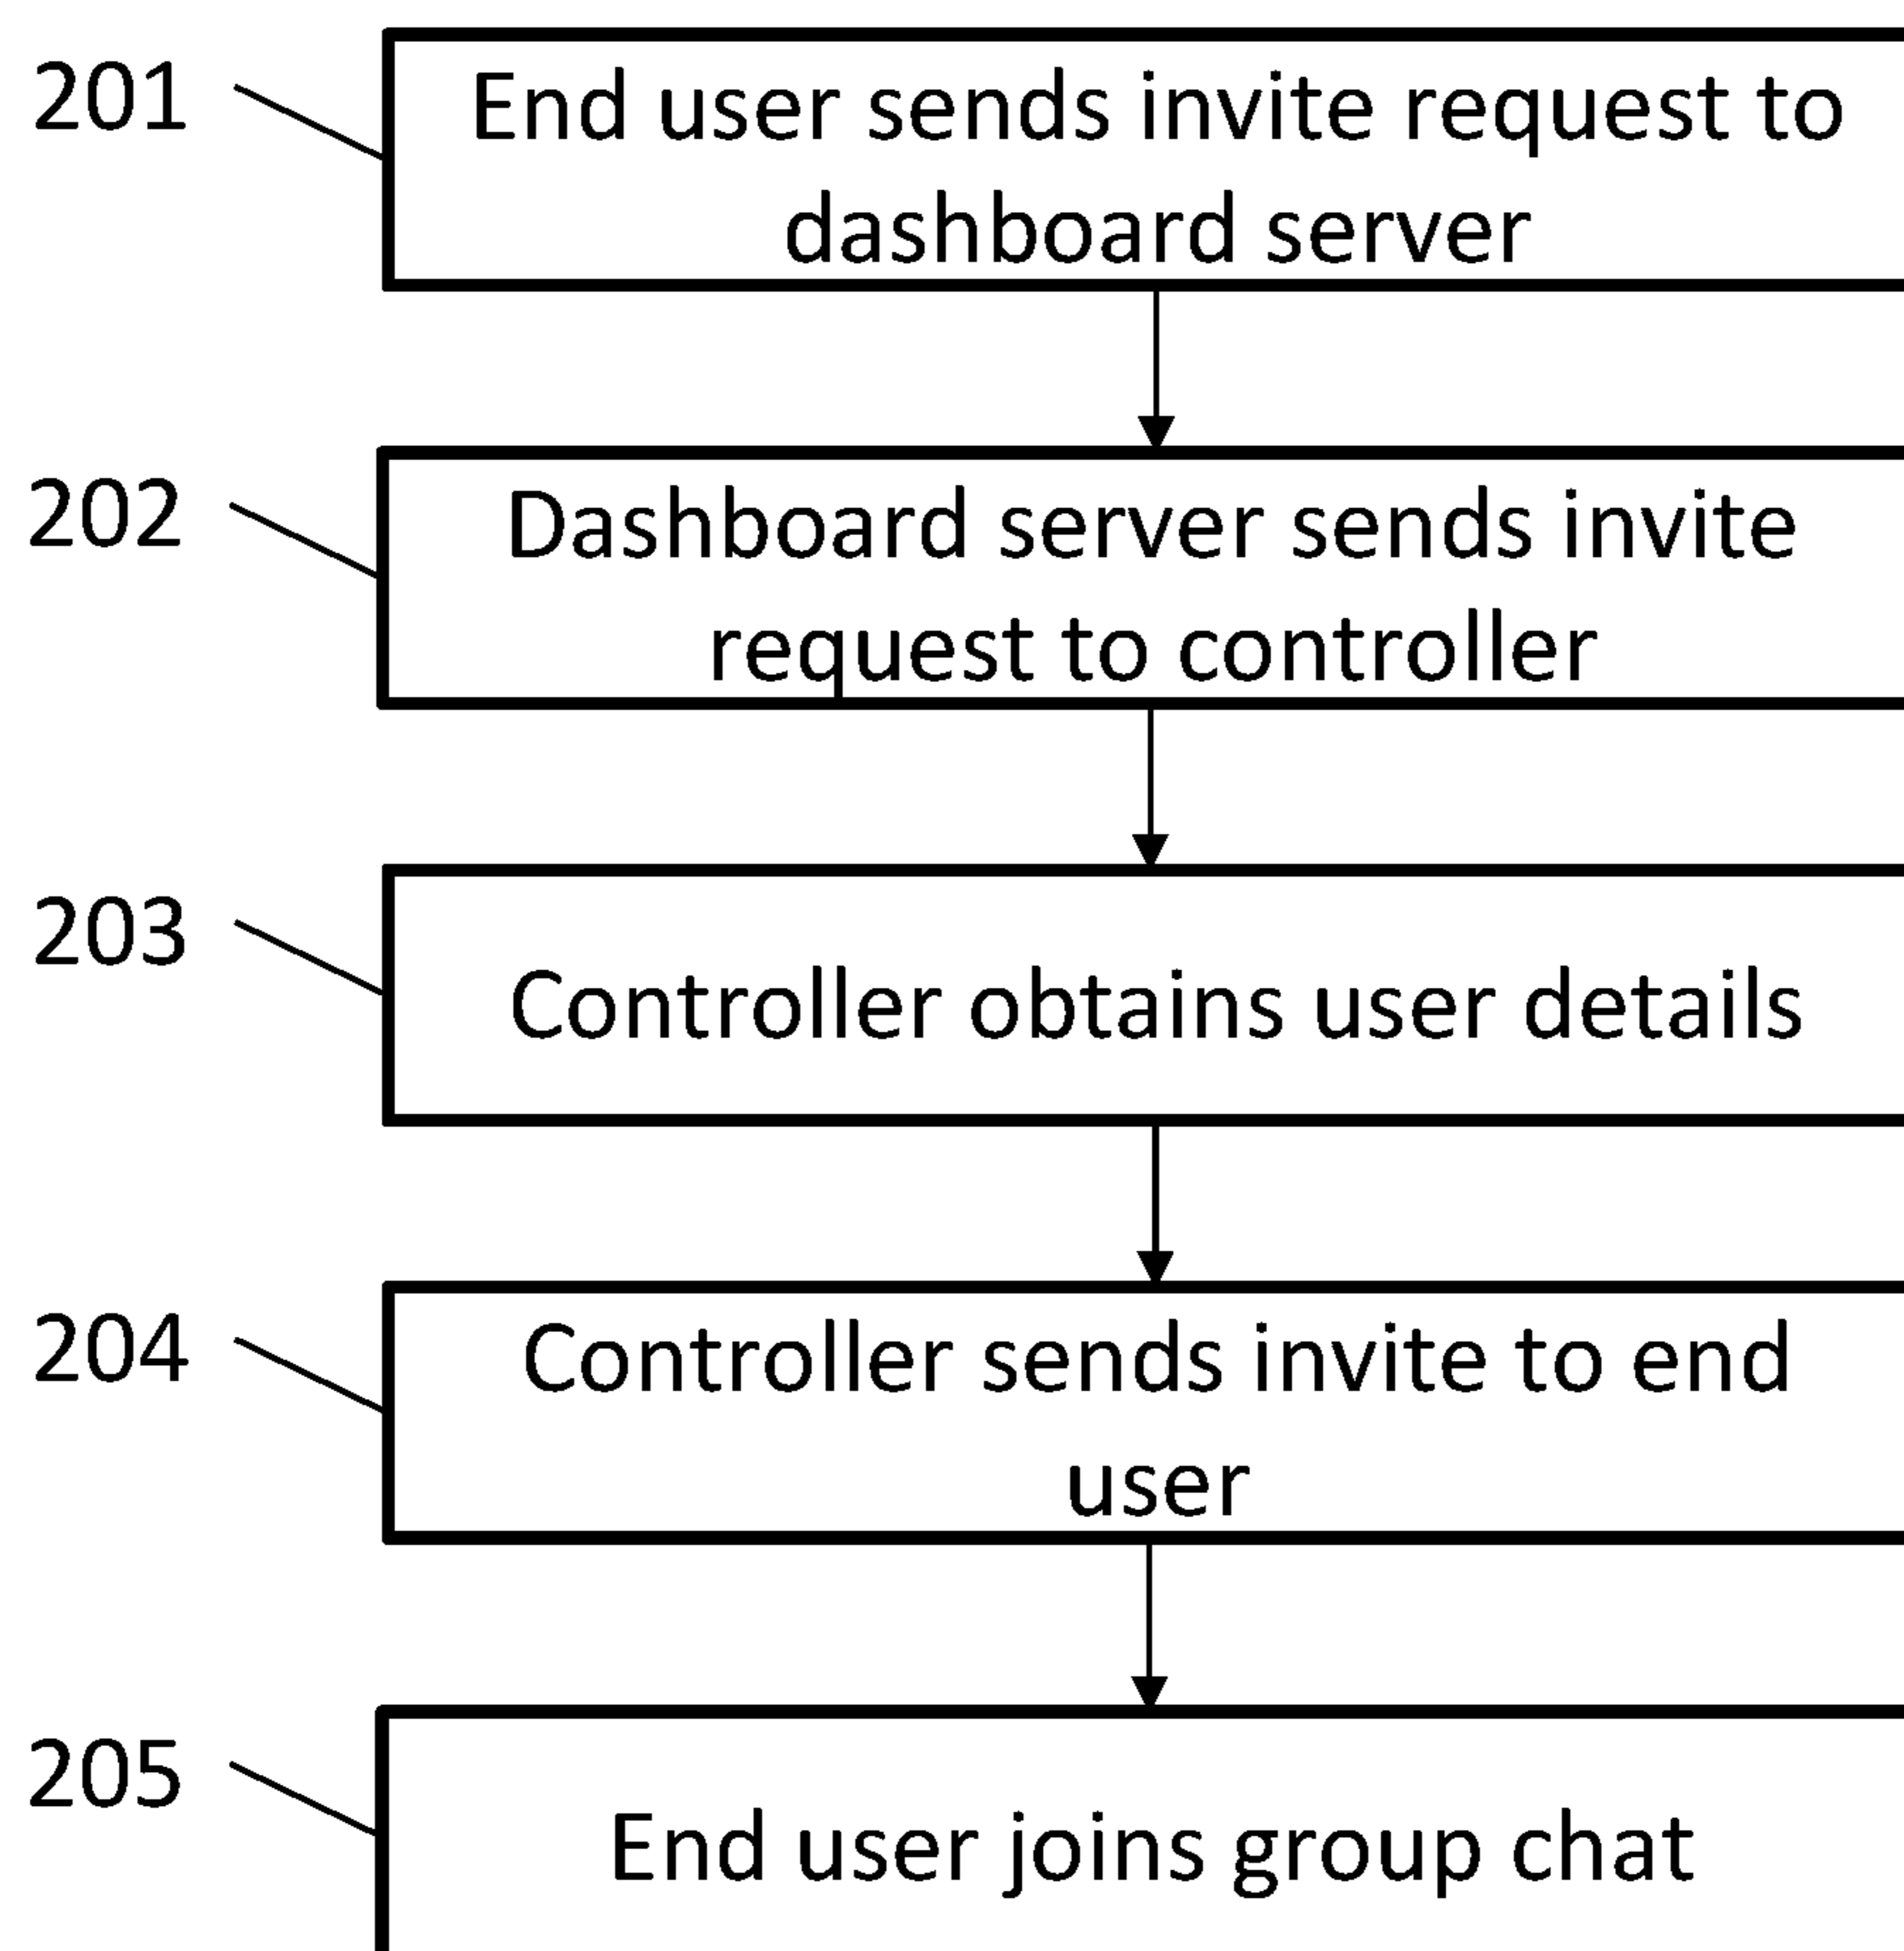 201
End user sends invite request to
dashboard server
202
Dashboard server sends invite
request to controller
203
Controller obtains user details
204
Controller sends invite to end
user
205
End user joins group chat